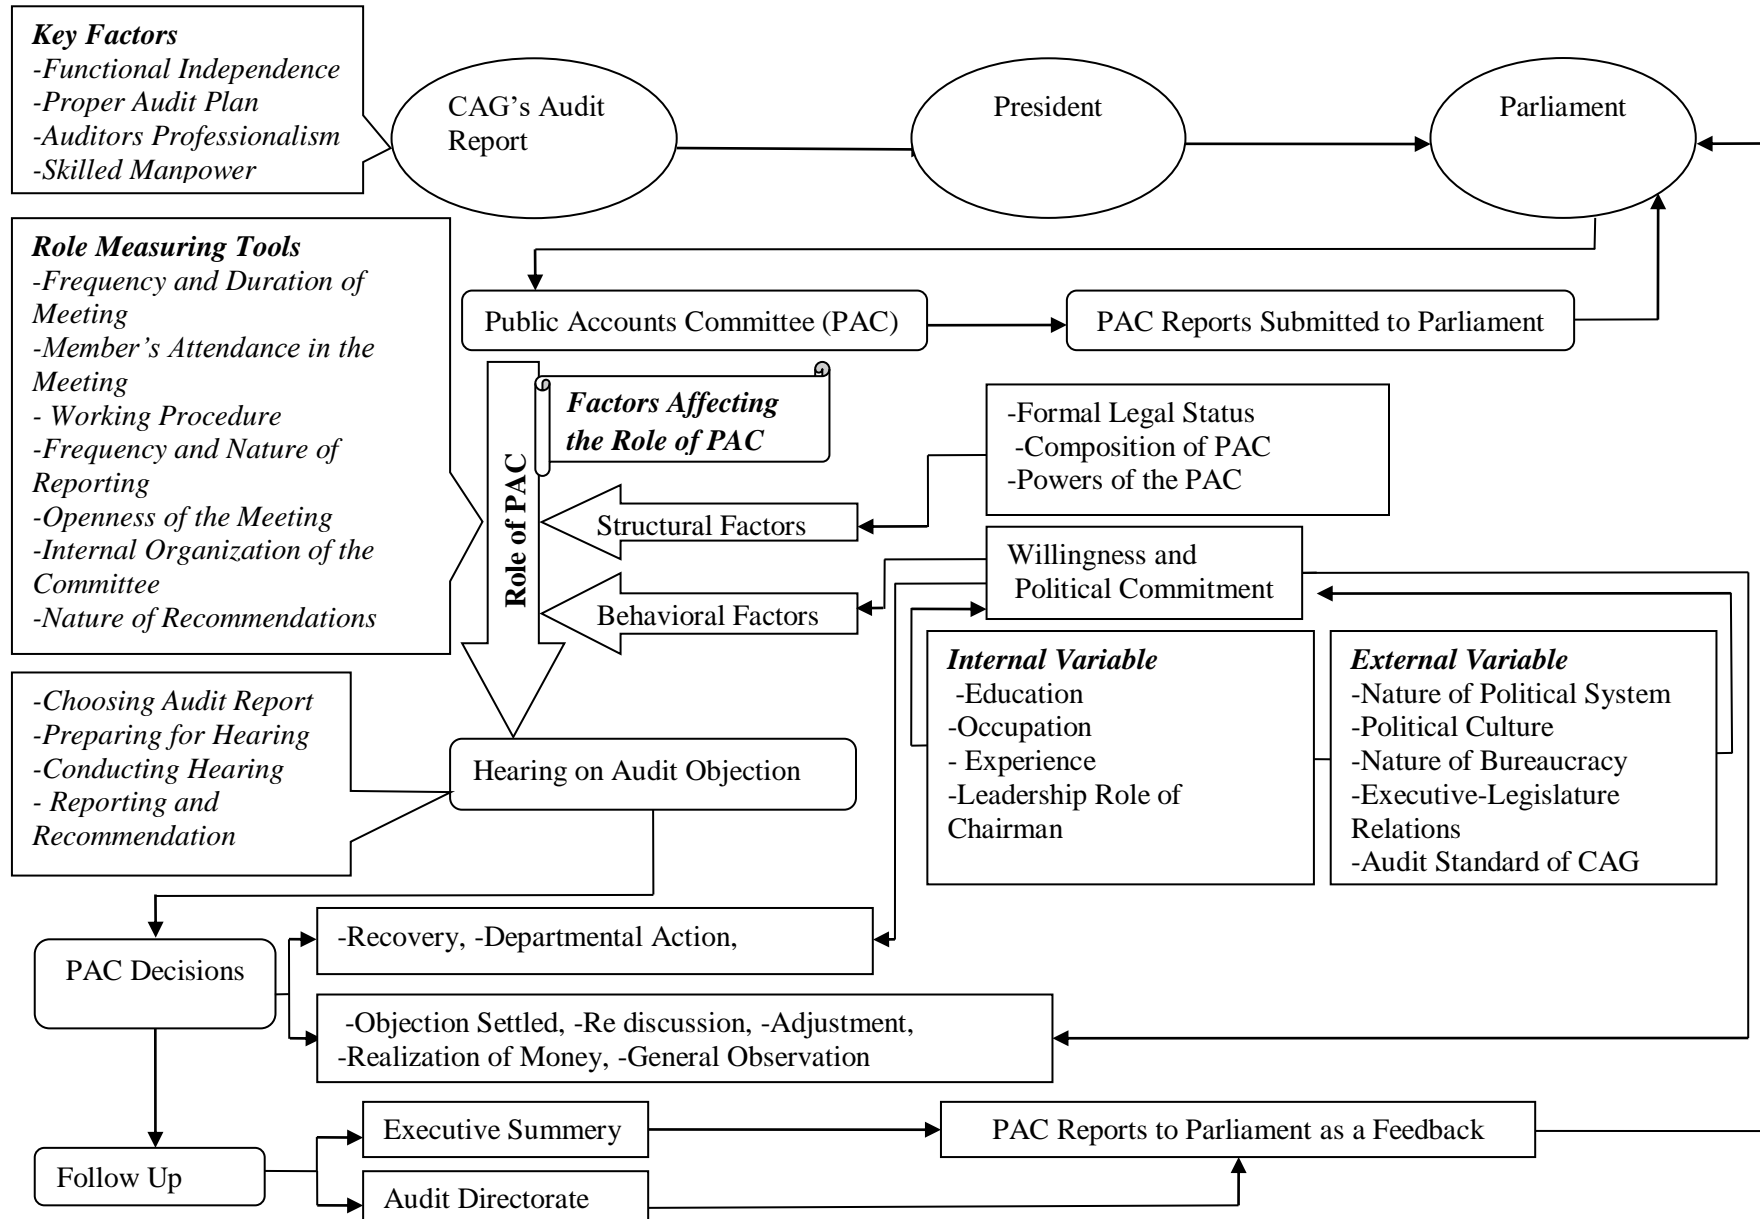 Key Factors
-Functional Independence
-Proper Audit Plan
-Auditors Professionalism
-Skilled Manpower
CAG’s Audit
Report
President
Parliament
Role Measuring Tools
-Frequency and Duration of
Meeting
-Member’s Attendance in the
Meeting
- Working Procedure
-Frequency and Nature of
Reporting
-Openness of the Meeting
-Internal Organization of the
Committee
-Nature of Recommendations
Public Accounts Committee (PAC)
PAC Reports Submitted to Parliament
Factors Affecting
the Role of PAC
Role of PAC
-Formal Legal Status
-Composition of PAC
-Powers of the PAC
Structural Factors
Willingness and
Political Commitment
Behavioral Factors
Internal Variable
-Education
-Occupation
- Experience
-Leadership Role of
Chairman
External Variable
-Nature of Political System
-Political Culture
-Nature of Bureaucracy
-Executive-Legislature
Relations
-Audit Standard of CAG
-Choosing Audit Report
-Preparing for Hearing
-Conducting Hearing
- Reporting and
Recommendation
Hearing on Audit Objection
PAC Decisions
-Recovery, -Departmental Action,
-Objection Settled, -Re discussion, -Adjustment,
-Realization of Money, -General Observation
Follow Up
Executive Summery
Audit Directorate
PAC Reports to Parliament as a Feedback